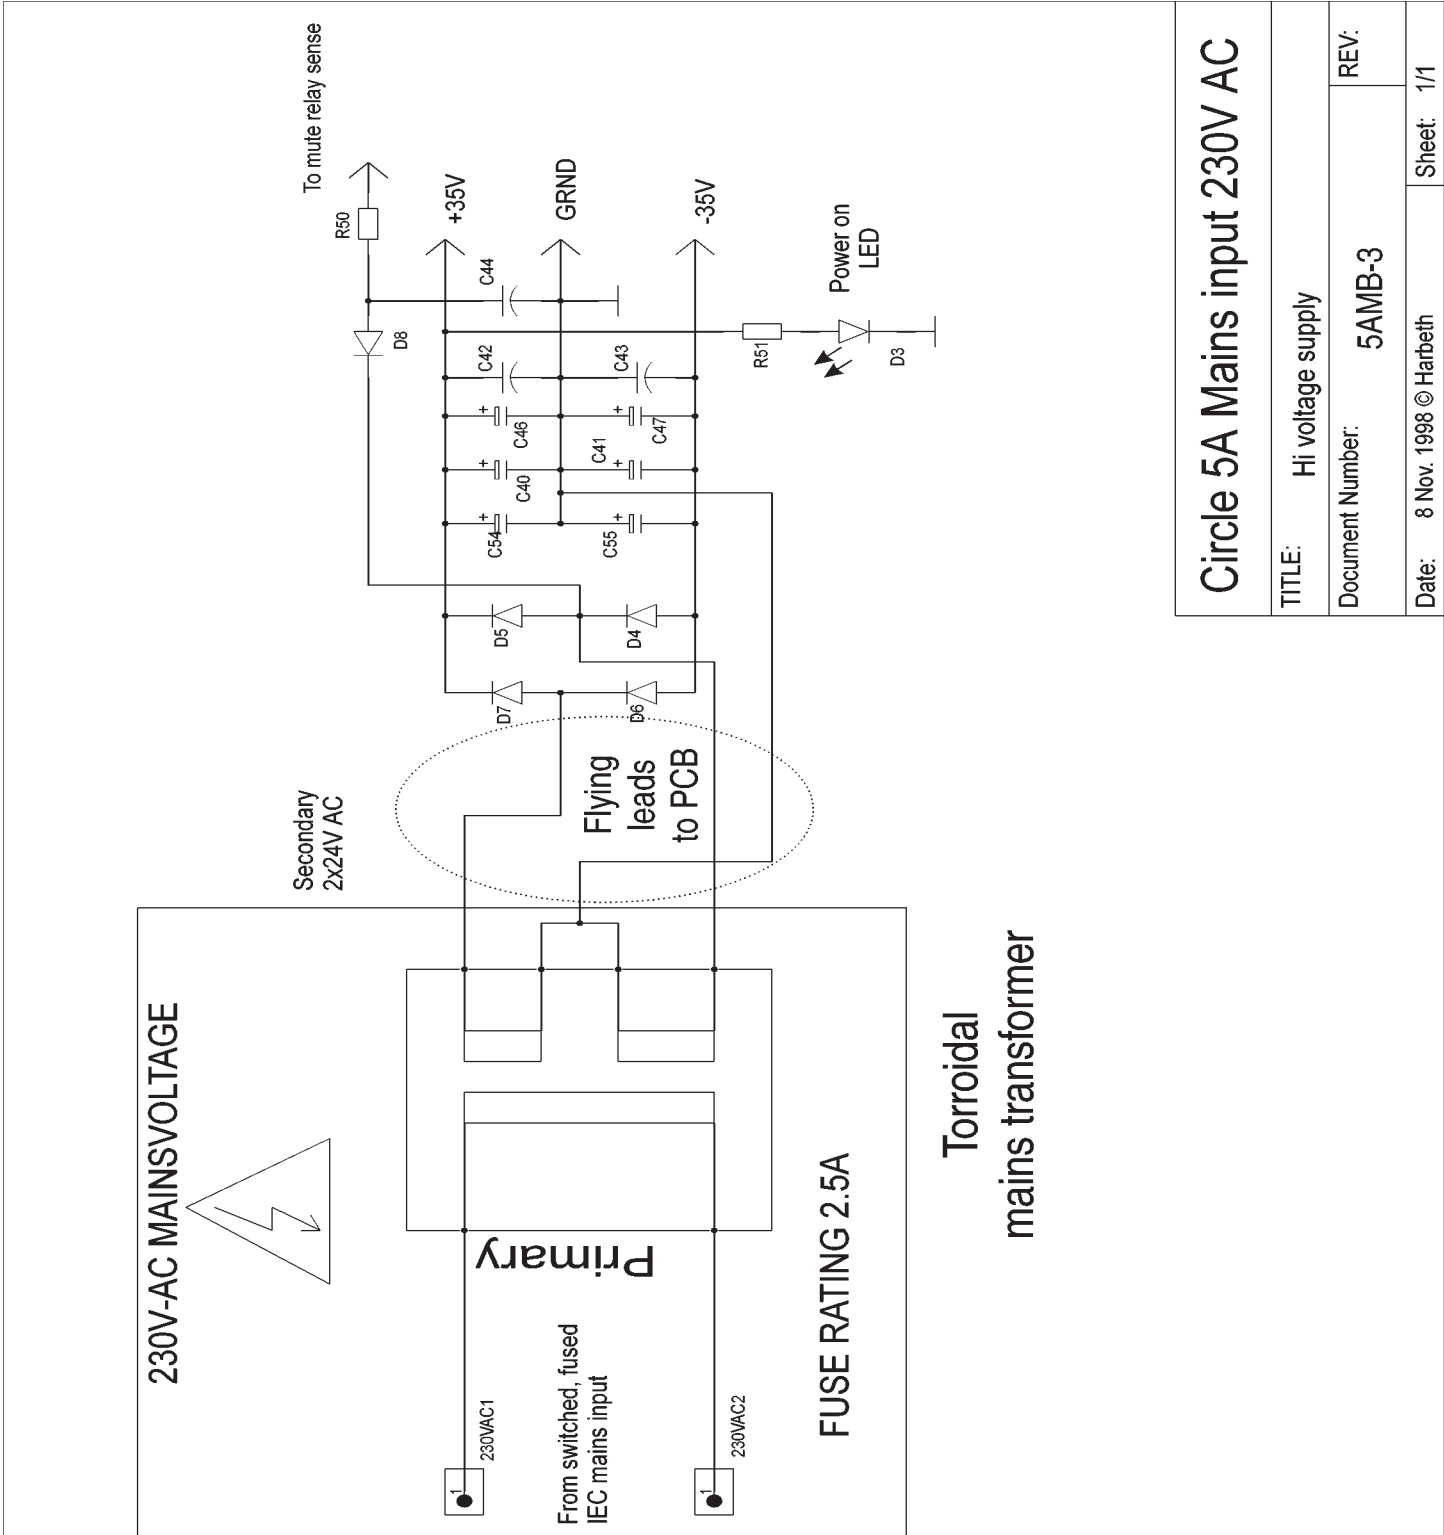 230V-AC MAINSVOLTAGE
Secondary
2x24V AC
To mute relay sense
R50
D8
+35V
GRND
-35V
C44
C42
C43
+
C46
+
C47
+
C40
C41
+
+
C54
+
C55
D5
D4
D7
D6
R51
D3
Power on
LED
Flying
leads
to PCB
Primary
1
230VAC1
From switched, fused
IEC mains input
1
230VAC2
FUSE RATING 2.5A
Torroidal
mains transformer
Circle 5A Mains input 230V AC
TITLE:
Hi voltage supply
Document Number:
5AMB-3
REV:
Date: 8 Nov. 1998 © Harbeth
Sheet: 1/1